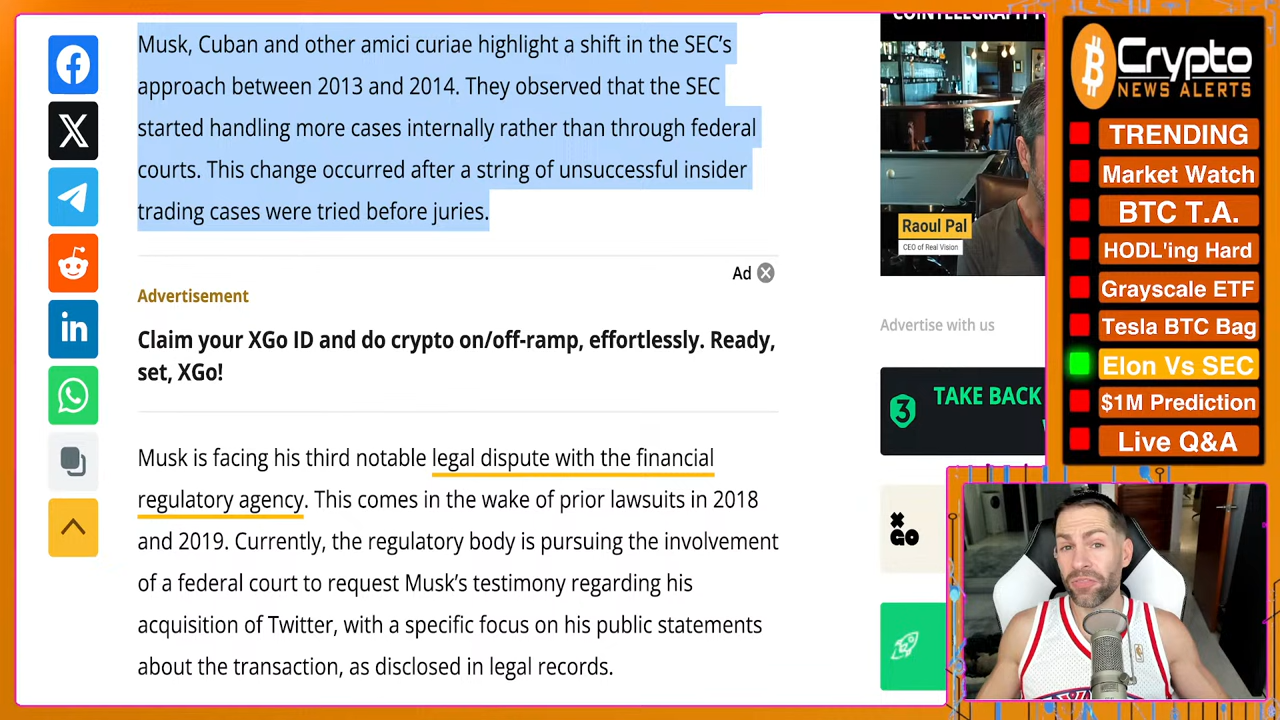 Musk, Cuban and other amici curiae highlight a shift in the SEC's
approach between 2013 and 2014. They observed that the SEC
started handling more cases internally rather than through federal
courts. This change occurred after a string of unsuccessful insider
trading cases were tried before juries.
Ad
Advertisement
Claim your XGo ID and do crypto on/off-ramp, effortlessly. Ready,
set, XGo!
Musk is facing his third notable legal dispute with the financial
regulatory agency. This comes in the wake of prior lawsuits in 2018
and 2019. Currently, the regulatory body is pursuing the involvement
of a federal court to request Musk's testimony regarding his
acquisition of Twitter, with a specific focus on his public statements
about the transaction, as disclosed in legal records.
Raoul Pal
CEO of Real Vision
Advertise with us
3
TAKE BACK
XGO
Crypto
NEWS ALERTS
TRENDING
Market Watch
BTC T.A.
HODL'ing Hard
Grayscale ETF
Tesla BTC Bag
Elon Vs SEC
$1M Prediction
Live Q&A